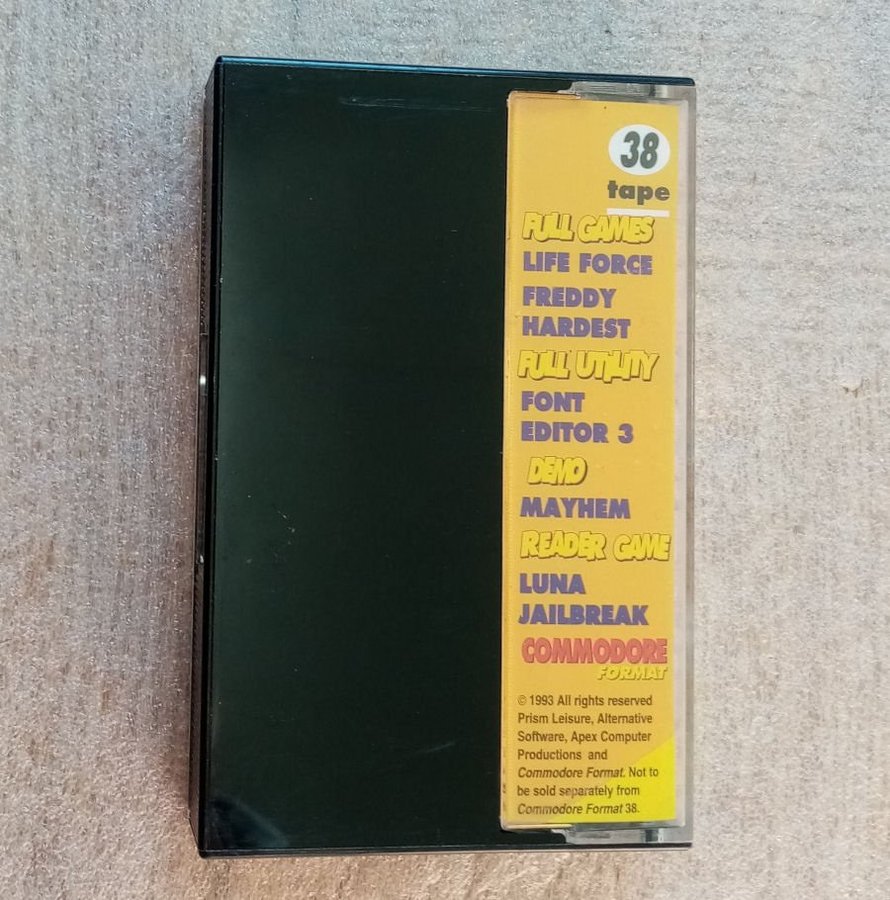 38
tape
FULL GAMES
LIFE FORCE
FREDDY
HARDEST
FULL UTILITY
FONT
EDITOR 3
DEMO
MAYHEM
READER GAME
LUNA
JAILBREAK
COMMODORE
FORMAT
© 1993 All rights reserved
Prism Leisure, Alternative
Software, Apex Computer
Productions and
Commodore Format. Not to
be sold separately from
Commodore Format 38.